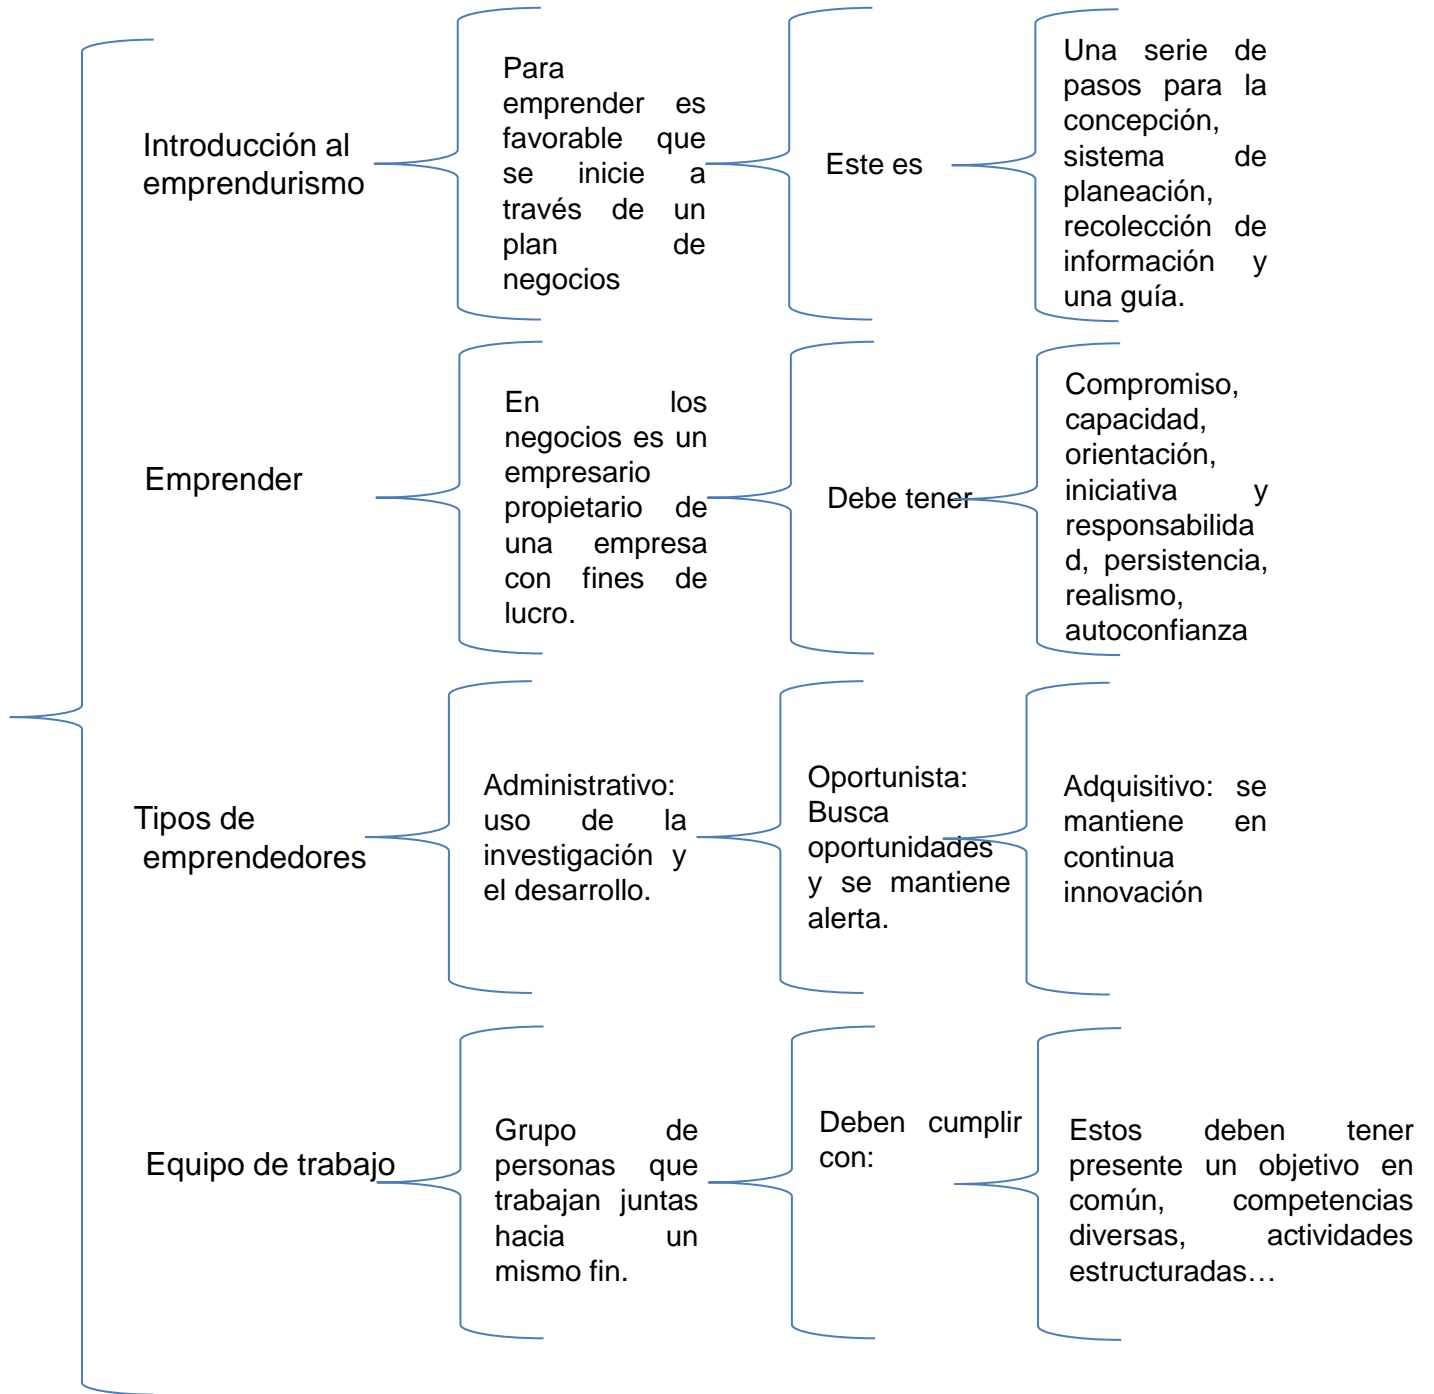 Introducción al
emprendurismo
Para
emprender es
favorable que
se inicie a
través de un
plan de
negocios
Este es
Una serie de
pasos para la
concepción,
sistema de
planeación,
recolección de
información y
una guía.
Emprender
En los
negocios es un
empresario
propietario de
una empresa
con fines de
lucro.
Debe tener
Compromiso,
capacidad,
orientación,
iniciativa y
responsabilida
d, persistencia,
realismo,
autoconfianza
Tipos de
emprendedores
Administrativo:
uso de la
investigación y
el desarrollo.
Oportunista:
Busca
oportunidades
y se mantiene
alerta.
Adquisitivo: se
mantiene en
continua
innovación
Equipo de trabajo
Grupo de
personas que
trabajan juntas
hacia un
mismo fin.
Deben cumplir
con:
Estos deben tener
presente un objetivo en
común, competencias
diversas, actividades
estructuradas…